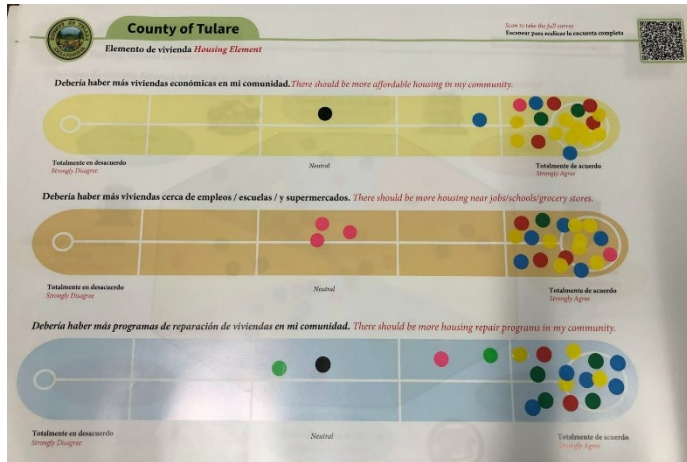 County of Tulare
Elemento de vivienda Housing Element
Scan to take the full survey
Escanear para realizar la encuesta completa
Debería haber más viviendas económicas en mi comunidad. There should be more affordable housing in my community.
Totalmente en desacuerdo
Strongly Disagree
Neutral
Totalmente de acuerdo
Strongly Agree
Debería haber más viviendas cerca de empleos / escuelas / y supermercados. There should be more housing near jobs/schools/grocery stores.
Totalmente en desacuerdo
Strongly Disagree
Neutral
Totalmente de acuerdo
Strongly Agree
Debería haber más programas de reparación de viviendas en mi comunidad. There should be more housing repair programs in my community.
Totalmente en desacuerdo
Strongly Disagree
Neutral
Totalmente de acuerdo
Strongly Agree